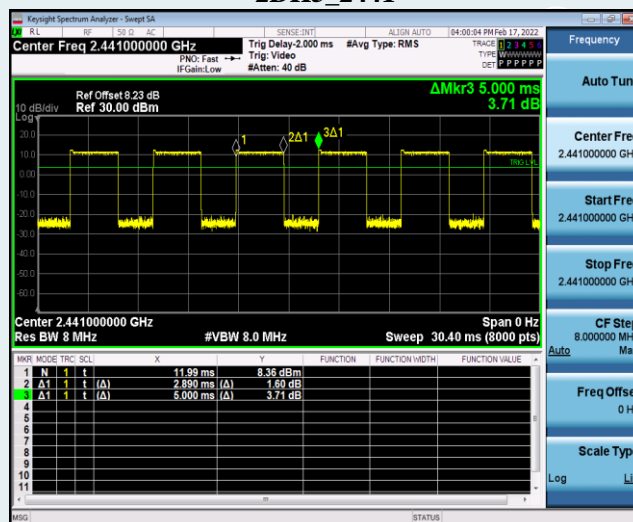 2DH5_2441
Keysight Spectrum Analyzer - Swept SA
RL RF 50 Ω AC SENSE:INT ALIGN AUTO 04:00:04 PM Feb 17, 2022
Center Freq 2.441000000 GHz
PNO: Fast
IFGain:Low
Trig Delay-2.000 ms
Trig: Video
#Atten: 40 dB
#Avg Type: RMS
TRACE 1 2 3 4 5 6
TYPE WWWWWW
DET P P P P P P
Ref Offset 8.23 dB
Ref 30.00 dBm
10 dB/div
Log
ΔMkr3 5.000 ms
3.71 dB
20.0
10.0
0.00
-10.0
-20.0
-30.0
-40.0
-50.0
-60.0
1
2Δ1
3Δ1
TRIG LVL
Center 2.441000000 GHz Span 0 Hz
Res BW 8 MHz #VBW 8.0 MHz Sweep 30.40 ms (8000 pts)
MKR MODE TRC SCL X Y FUNCTION FUNCTION WIDTH FUNCTION VALUE
1 N 1 t 11.99 ms 8.36 dBm
2 Δ1 1 t (Δ) 2.890 ms (Δ) 1.60 dB
3 Δ1 1 t (Δ) 5.000 ms (Δ) 3.71 dB
4
5
6
7
8
9
10
11
MSG STATUS
Frequency
Auto Tun
Center Fre
2.441000000 GH
Start Fre
2.441000000 GH
Stop Fre
2.441000000 GH
CF Ste
8.000000 MH
Auto Ma
Freq Offse
0 H
Scale Typ
Log Li